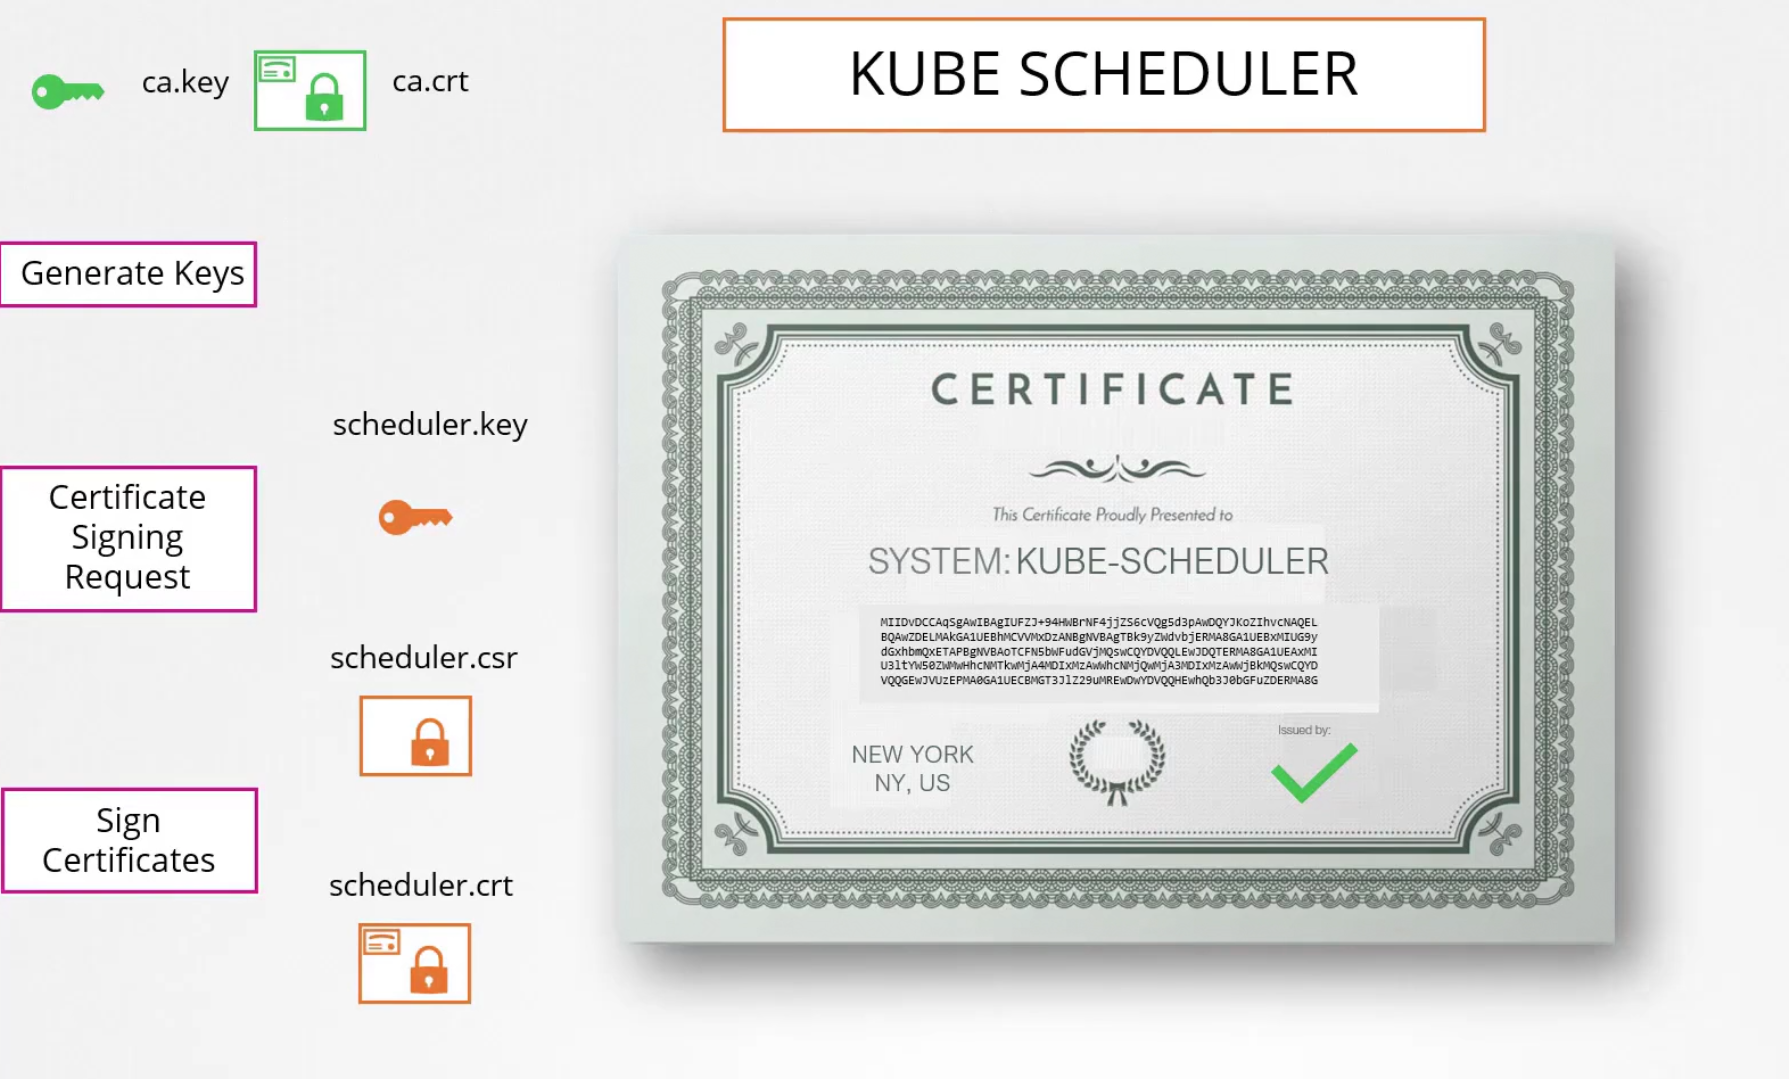 ca.key
ca.crt
KUBE SCHEDULER
Generate Keys
scheduler.key
Certificate
Signing
Request
scheduler.csr
Sign
Certificates
scheduler.crt
CERTIFICATE
This Certificate Proudly Presented to
SYSTEM:KUBE-SCHEDULER
MIIDvDCCAqSgAwIBAgIUFZJ+94HWBrNF4jjZS6cVQg5d3pAwDQYJKoZIhvcNAQEL
BQAwZDELMAkGA1UEBhMCVVMxDzANBgNVBAgTBk9yZWdvbjERMA8GA1UEBxMIUG9y
dGxhbmQxETAPBgNVBAoTCFN5bWFudGVjMQswCQYDVQQLEwJDQTERMA8GA1UEAxMI
U3ltYW50ZWMwHhcNMTkwMjA4MDIxMzAwWhcNMjQwMjA3MDIxMzAwWjBkMQswCQYD
VQQGEwJVUzEPMA0GA1UECBMGT3JlZ29uMREwDwYDVQQHEwhQb3J0bGFuZDERMA8G
NEW YORK
NY, US
Issued by: